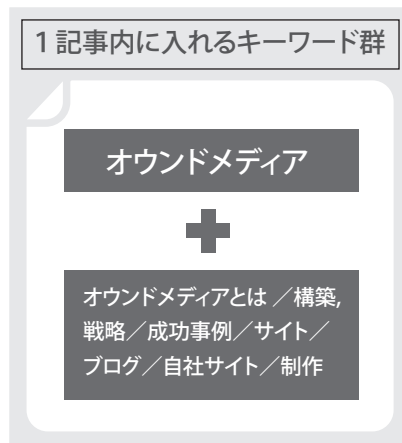 1記事内に入れるキーワード群
オウンドメディア
オウンドメディアとは／構築,
戦略／成功事例／サイト／
ブログ／自社サイト／制作